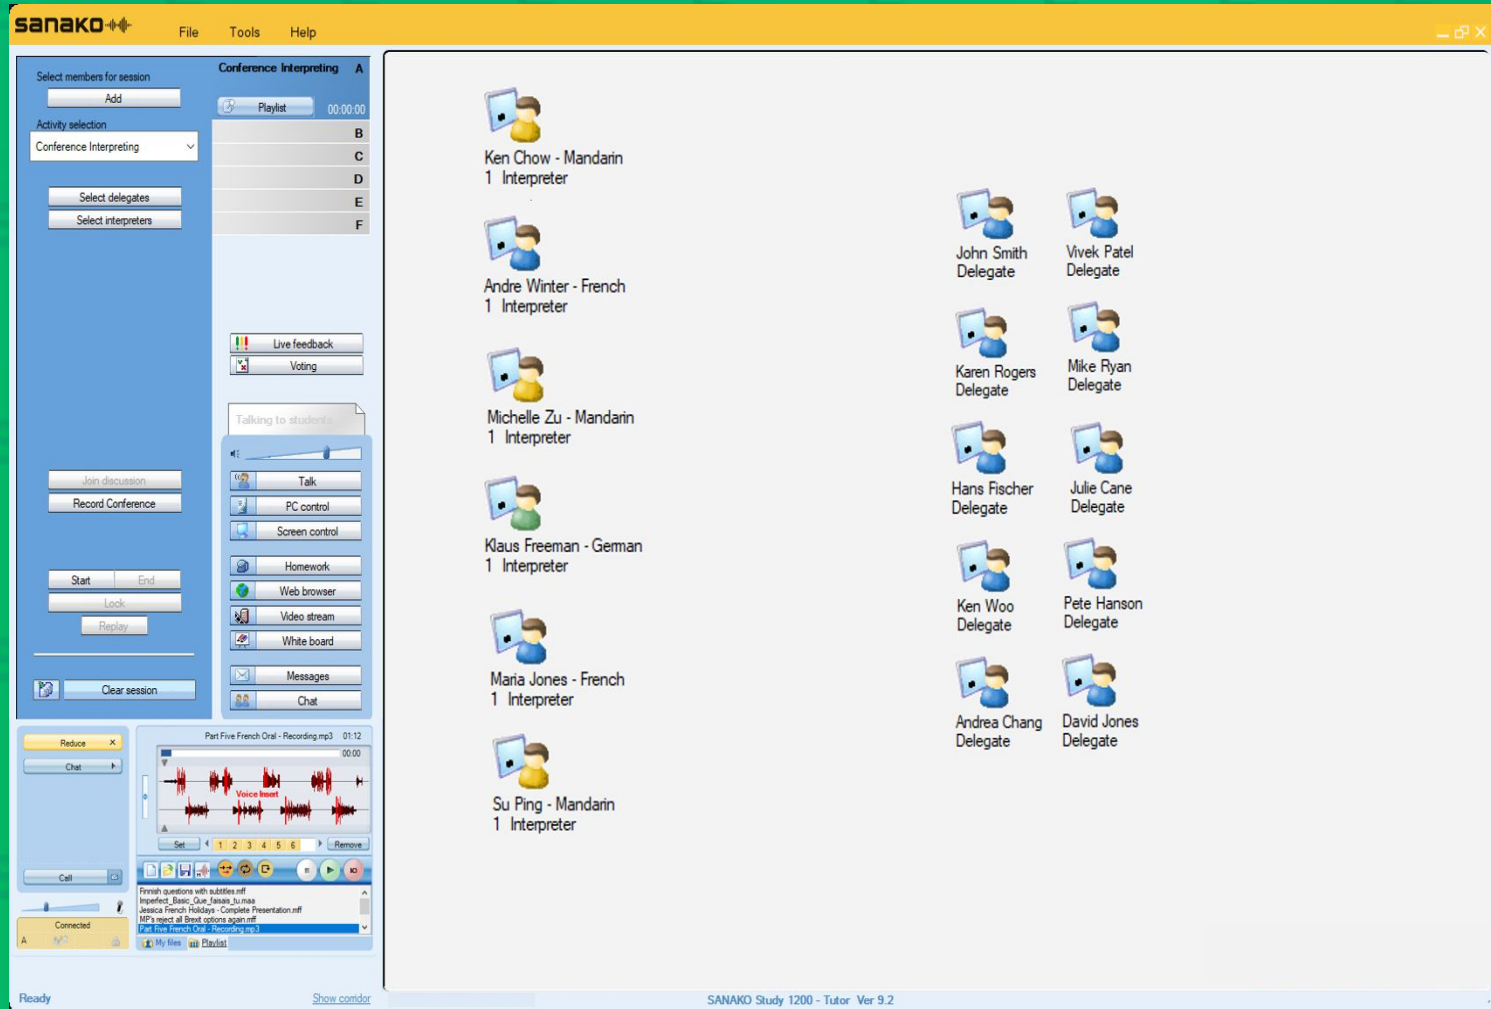 sanako
File Tools Help
Select members for session
Add
Activity selection
Conference Interpreting
Select delegates
Select interpreters
Join discussion
Record Conference
Start End
Lock
Replay
Clear session
Conference Interpreting A
Playlist 00:00:00
B
C
D
E
F
Live feedback
Voting
Talking to students
Talk
PC control
Screen control
Homework
Web browser
Video stream
White board
Messages
Chat
Reduce
Chat
Call
Connected
A
Part Five French Oral - Recording.mp3 01:12
00:00
Voice Insert
Set 1 2 3 4 5 6 Remove
Finnish questions with subtitles.mff
Imperfect_Basic_Que_faisais_tu.maa
Jessica French Holidays - Complete Presentation.mff
MP's reject all Brexit options again.mff
Part Five French Oral - Recording.mp3
My files Playlist
Ready
Show corridor
Ken Chow - Mandarin
1 Interpreter
Andre Winter - French
1 Interpreter
Michelle Zu - Mandarin
1 Interpreter
Klaus Freeman - German
1 Interpreter
Maria Jones - French
1 Interpreter
Su Ping - Mandarin
1 Interpreter
John Smith
Delegate
Vivek Patel
Delegate
Karen Rogers
Delegate
Mike Ryan
Delegate
Hans Fischer
Delegate
Julie Cane
Delegate
Ken Woo
Delegate
Pete Hanson
Delegate
Andrea Chang
Delegate
David Jones
Delegate
SANAKO Study 1200 - Tutor Ver 9.2